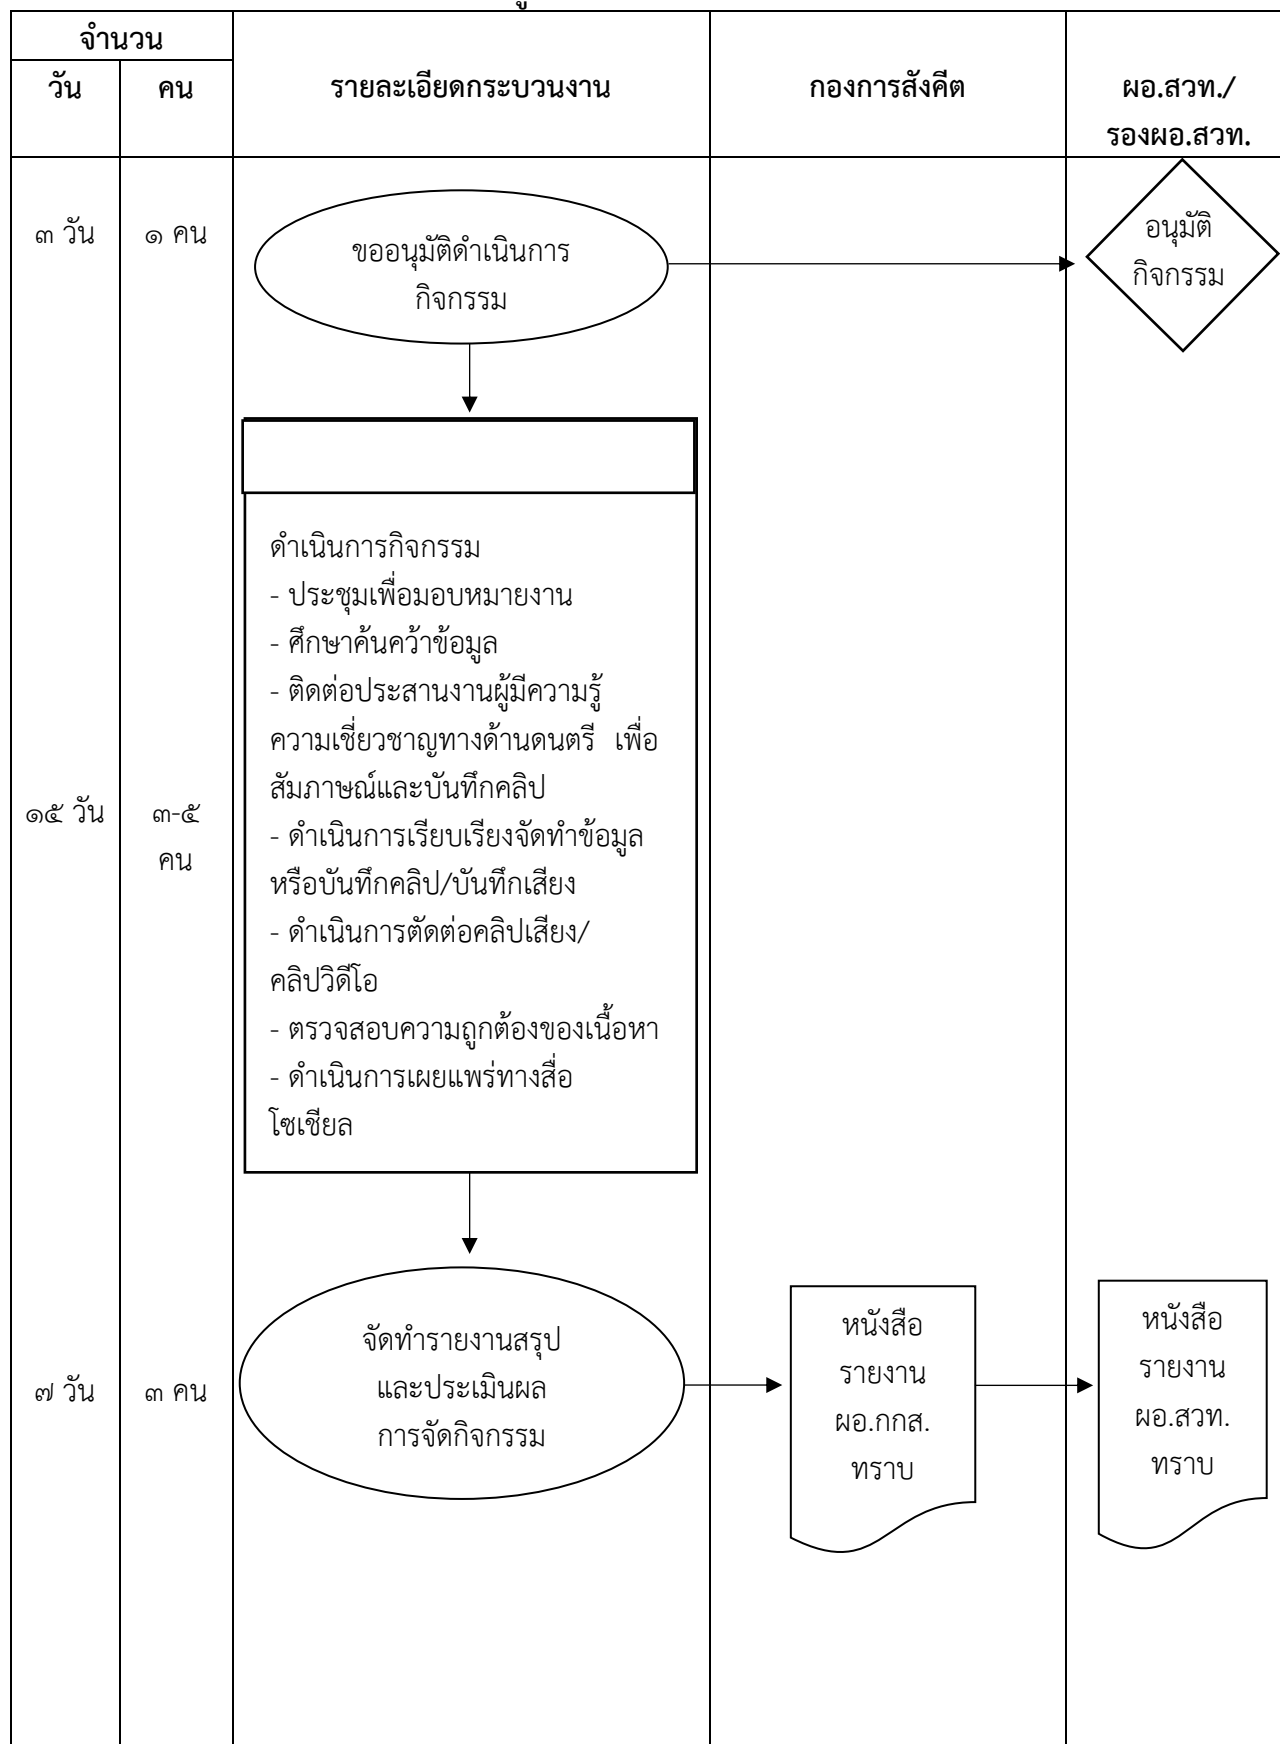 จำนวน
วัน
คน
รายละเอียดกระบวนงาน
กองการสังคีต
ผอ.สวท./
รองผอ.สวท.
๓ วัน
๑ คน
ขออนุมัติดำเนินการ
กิจกรรม
อนุมัติ
กิจกรรม
ดำเนินการกิจกรรม
- ประชุมเพื่อมอบหมายงาน
- ศึกษาค้นคว้าข้อมูล
- ติดต่อประสานงานผู้มีความรู้
ความเชี่ยวชาญทางด้านดนตรี เพื่อ
สัมภาษณ์และบันทึกคลิป
- ดำเนินการเรียบเรียงจัดทำข้อมูล
หรือบันทึกคลิป/บันทึกเสียง
- ดำเนินการตัดต่อคลิปเสียง/
คลิปวิดีโอ
- ตรวจสอบความถูกต้องของเนื้อหา
- ดำเนินการเผยแพร่ทางสื่อ
โซเชียล
๑๕ วัน
๓-๕
คน
๗ วัน
๓ คน
จัดทำรายงานสรุป
และประเมินผล
การจัดกิจกรรม
หนังสือ
รายงาน
ผอ.กกส.
ทราบ
หนังสือ
รายงาน
ผอ.สวท.
ทราบ